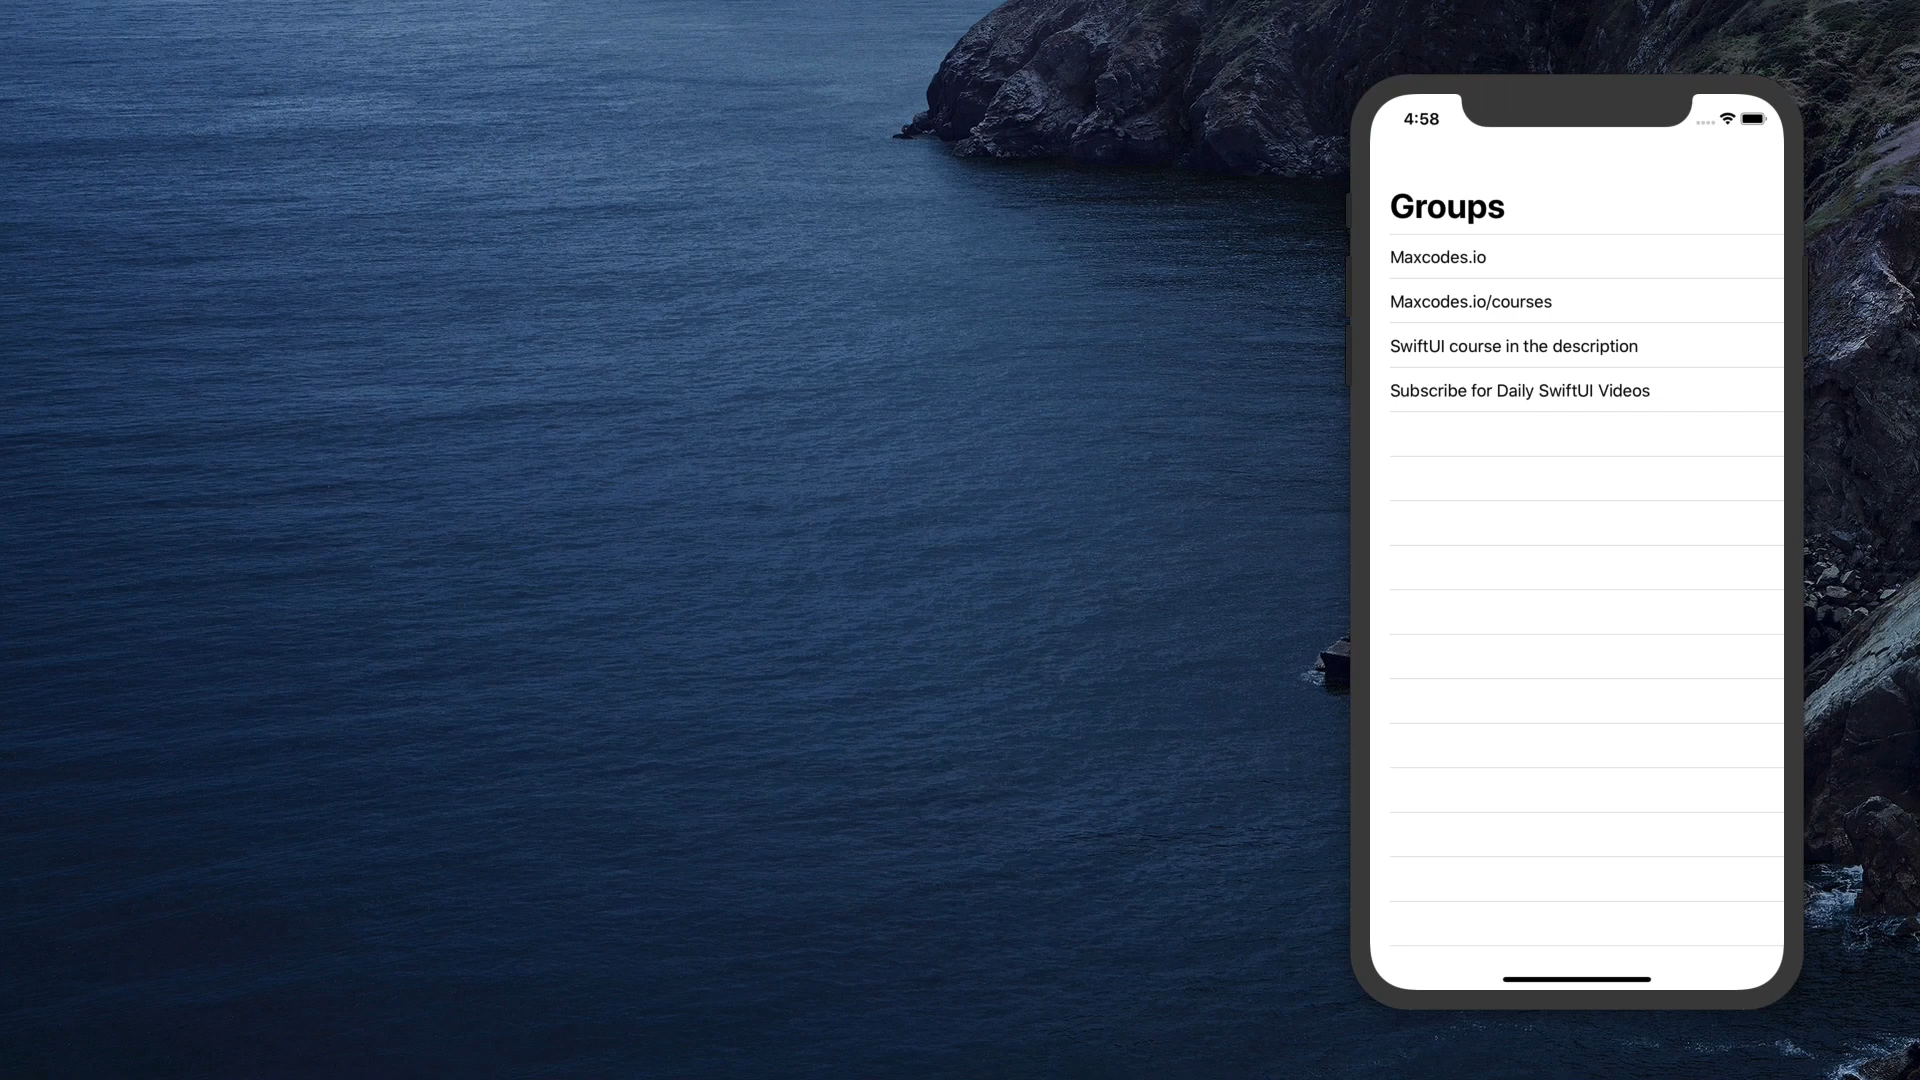 4:58
Groups
Maxcodes.io
Maxcodes.io/courses
SwiftUI course in the description
Subscribe for Daily SwiftUI Videos